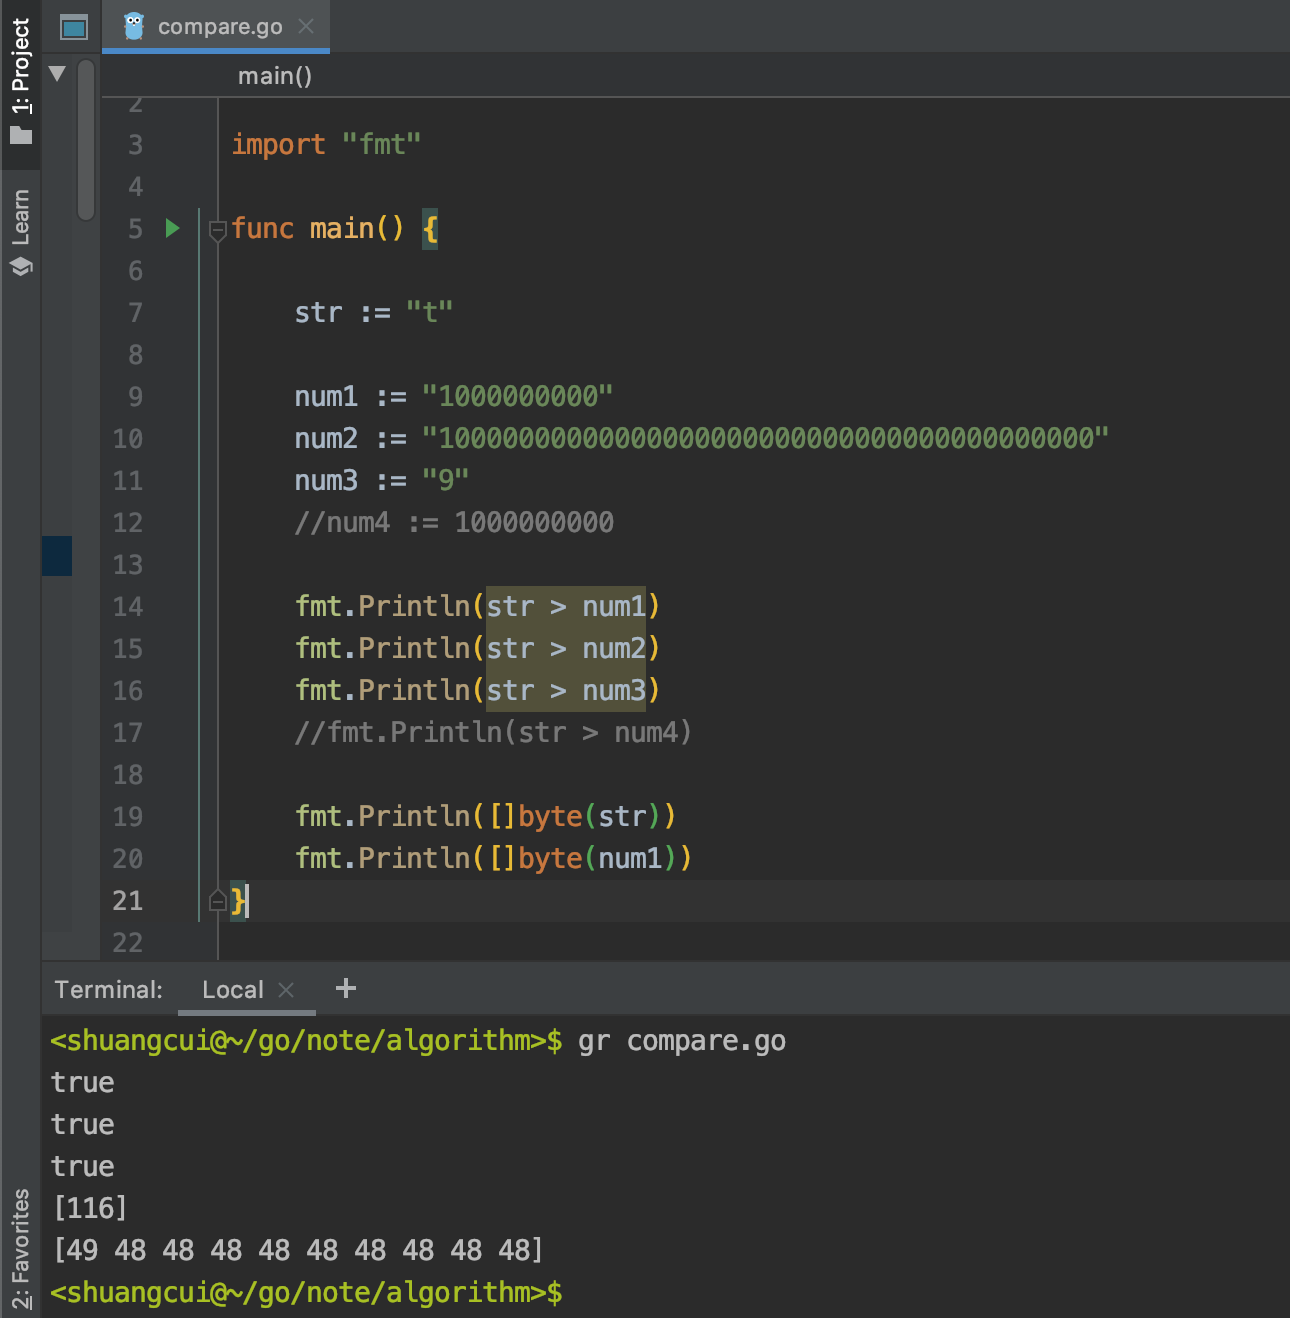 1: Project
Learn
2: Favorites
compare.go
main()
2
3 import "fmt"
4
5 func main() {
6
7 str := "t"
8
9 num1 := "1000000000"
10 num2 := "10000000000000000000000000000000000000000"
11 num3 := "9"
12 //num4 := 1000000000
13
14 fmt.Println(str > num1)
15 fmt.Println(str > num2)
16 fmt.Println(str > num3)
17 //fmt.Println(str > num4)
18
19 fmt.Println([]byte(str))
20 fmt.Println([]byte(num1))
21 }
22
Terminal: Local +
<shuangcui@~/go/note/algorithm>$ gr compare.go
true
true
true
[116]
[49 48 48 48 48 48 48 48 48 48]
<shuangcui@~/go/note/algorithm>$